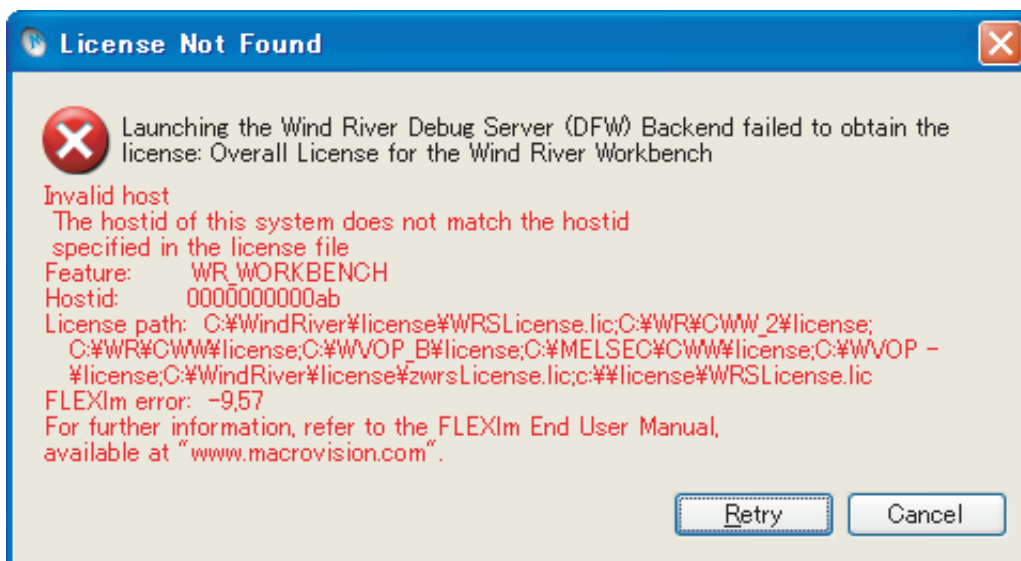 License Not Found
Launching the Wind River Debug Server (DFW) Backend failed to obtain the
license: Overall License for the Wind River Workbench
Invalid host
The hostid of this system does not match the hostid
specified in the license file
Feature: WR_WORKBENCH
Hostid: 0000000000ab
License path: C:¥WindRiver¥license¥WRSLicense.lic;C:¥WR¥CWW_2¥license;
C:¥WR¥CWW¥license;C:¥WVOP_B¥license;C:¥MELSEC¥CWW¥license;C:¥WVOP -
¥license;C:¥WindRiver¥license¥zwrsLicense.lic;c:¥¥license¥WRSLicense.lic
FLEXlm error: -9,57
For further information, refer to the FLEXlm End User Manual,
available at "www.macrovision.com".
Retry Cancel